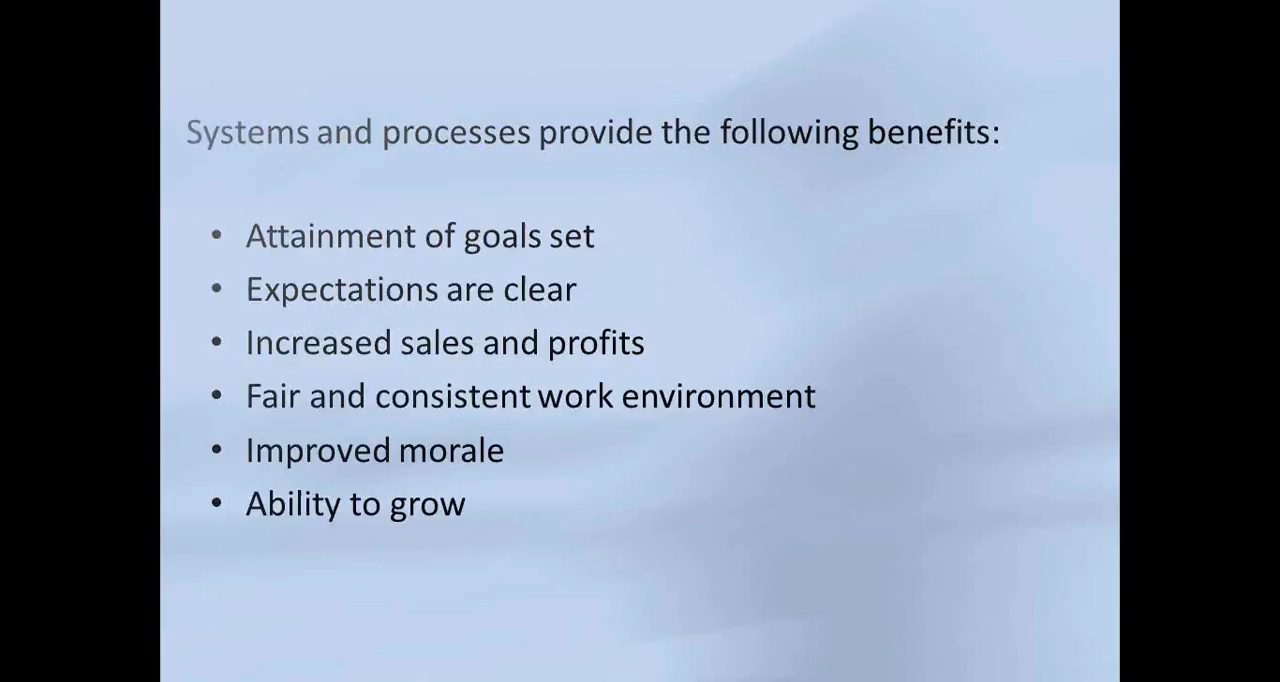 Systems and processes provide the following benefits:
• Attainment of goals set
• Expectations are clear
• Increased sales and profits
• Fair and consistent work environment
• Improved morale
• Ability to grow